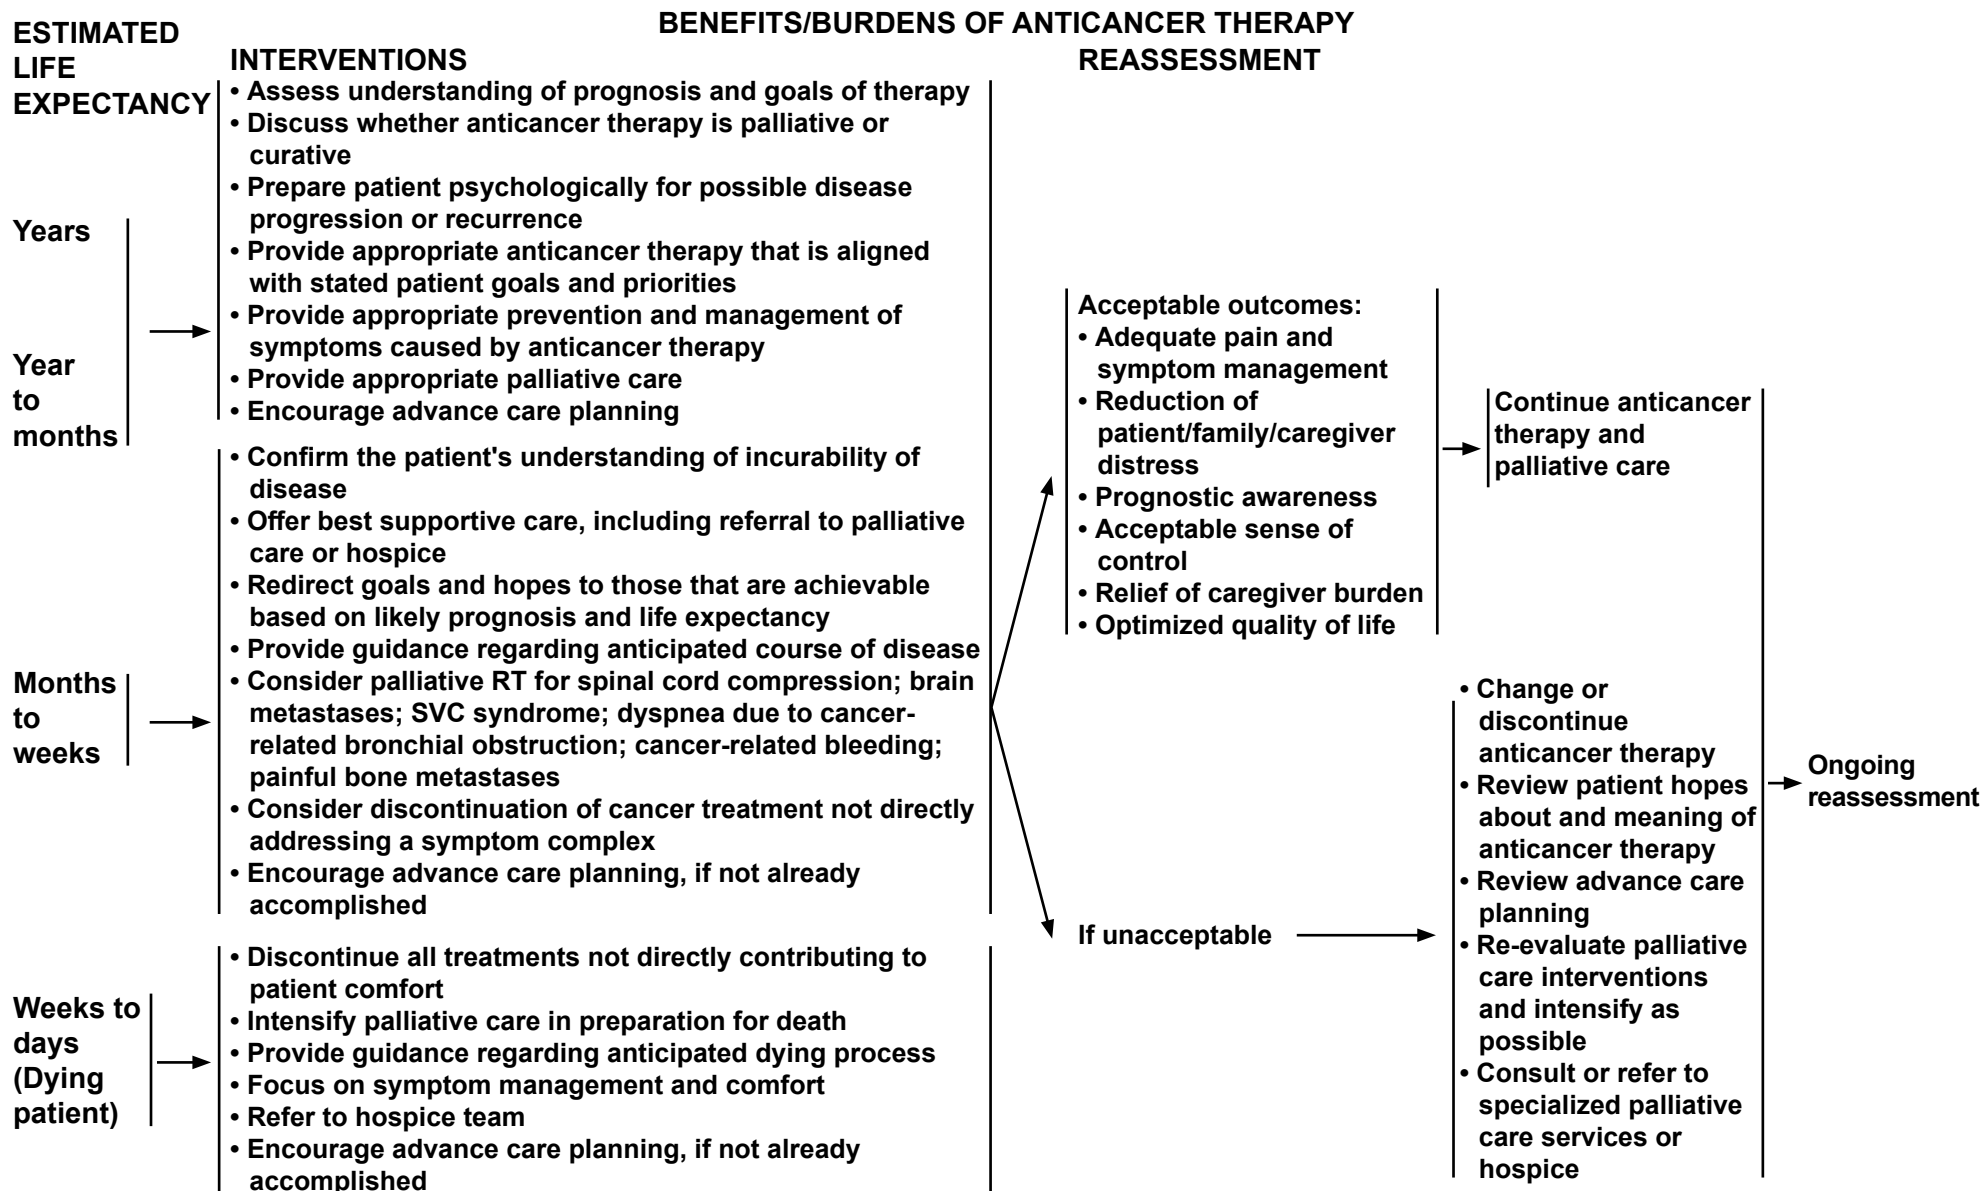 BENEFITS/BURDENS OF ANTICANCER THERAPY
ESTIMATED
LIFE
EXPECTANCY
INTERVENTIONS
REASSESSMENT
Years
Year
to
months
• Assess understanding of prognosis and goals of therapy
• Discuss whether anticancer therapy is palliative or
curative
• Prepare patient psychologically for possible disease
progression or recurrence
• Provide appropriate anticancer therapy that is aligned
with stated patient goals and priorities
• Provide appropriate prevention and management of
symptoms caused by anticancer therapy
• Provide appropriate palliative care
• Encourage advance care planning
Months
to
weeks
• Confirm the patient's understanding of incurability of
disease
• Offer best supportive care, including referral to palliative
care or hospice
• Redirect goals and hopes to those that are achievable
based on likely prognosis and life expectancy
• Provide guidance regarding anticipated course of disease
• Consider palliative RT for spinal cord compression; brain
metastases; SVC syndrome; dyspnea due to cancer-
related bronchial obstruction; cancer-related bleeding;
painful bone metastases
• Consider discontinuation of cancer treatment not directly
addressing a symptom complex
• Encourage advance care planning, if not already
accomplished
Weeks to
days
(Dying
patient)
• Discontinue all treatments not directly contributing to
patient comfort
• Intensify palliative care in preparation for death
• Provide guidance regarding anticipated dying process
• Focus on symptom management and comfort
• Refer to hospice team
• Encourage advance care planning, if not already
accomplished
Acceptable outcomes:
• Adequate pain and
symptom management
• Reduction of
patient/family/caregiver
distress
• Prognostic awareness
• Acceptable sense of
control
• Relief of caregiver burden
• Optimized quality of life
Continue anticancer
therapy and
palliative care
If unacceptable
• Change or
discontinue
anticancer therapy
• Review patient hopes
about and meaning of
anticancer therapy
• Review advance care
planning
• Re-evaluate palliative
care interventions
and intensify as
possible
• Consult or refer to
specialized palliative
care services or
hospice
Ongoing
reassessment